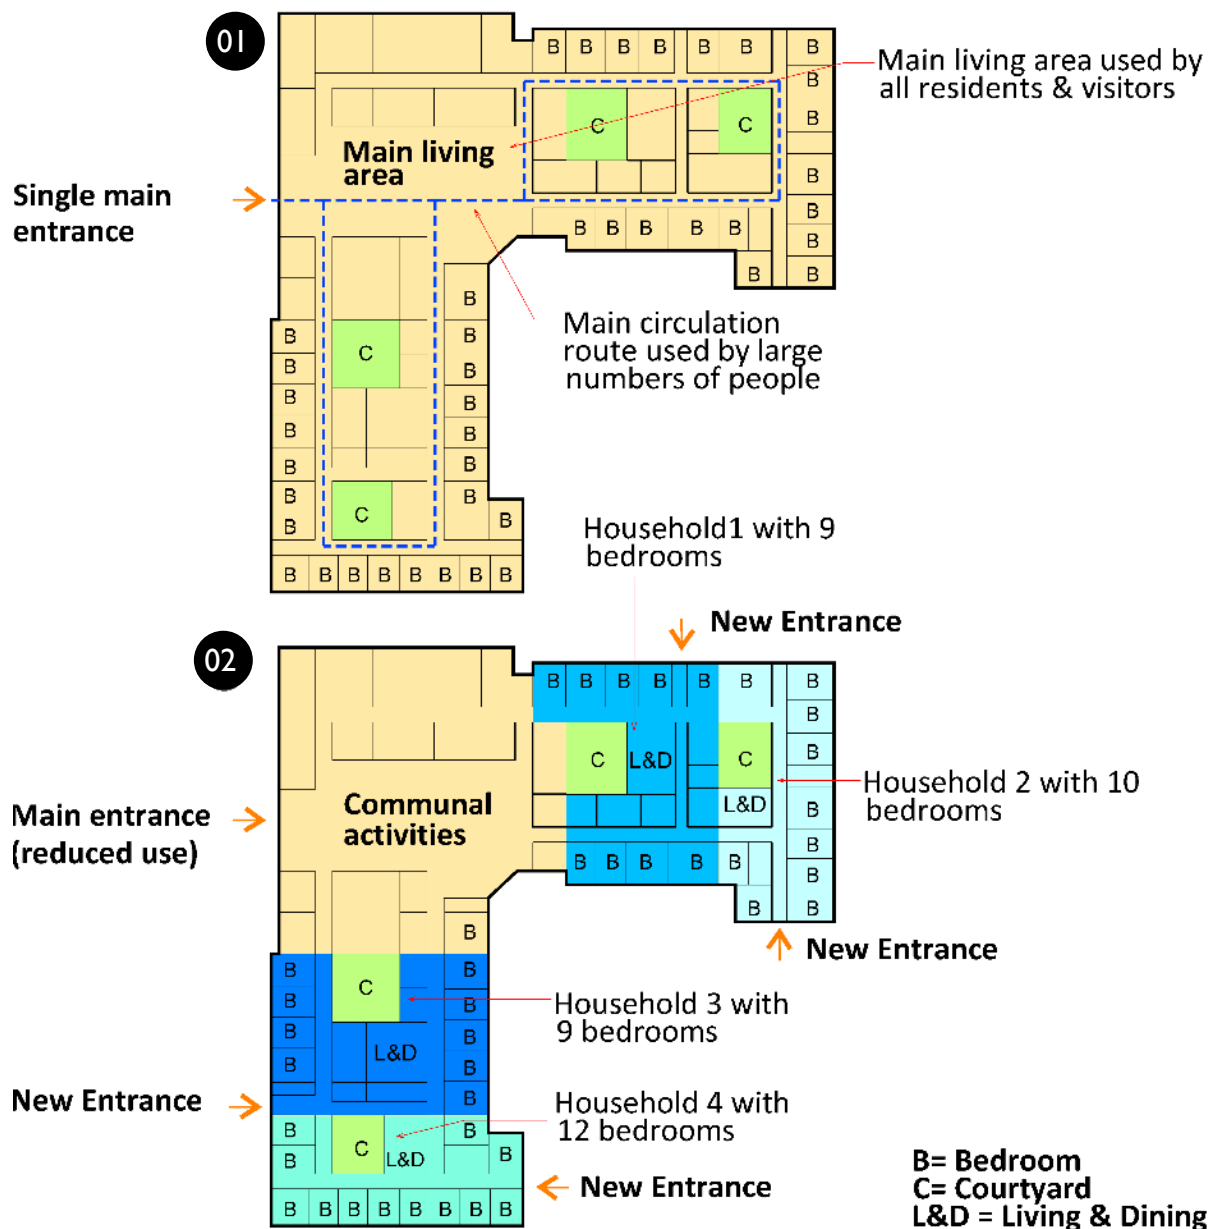 01
B B B B B B B
Main living area used by
all residents & visitors
B
B
C C
B
Main living
area
B
Single main
entrance
B
B B B B B
B
B B
B
Main circulation
route used by large
numbers of people
B B
C
B B
B B
B B
B B
B B
C
B
B
Household1 with 9
bedrooms
B B B B B B B B
New Entrance
02
B B B B B B B
B
B
C L&D C
Household 2 with 10
bedrooms
L&D
B
Communal
activities
Main entrance
(reduced use)
B
B B B B B
B
B B
B
New Entrance
B B
C
B B
Household 3 with
9 bedrooms
B B
L&D
B B
B
New Entrance
Household 4 with
12 bedrooms
B B
C
B
L&D
B
New Entrance
B B B B B B B B
B= Bedroom
C= Courtyard
L&D = Living & Dining